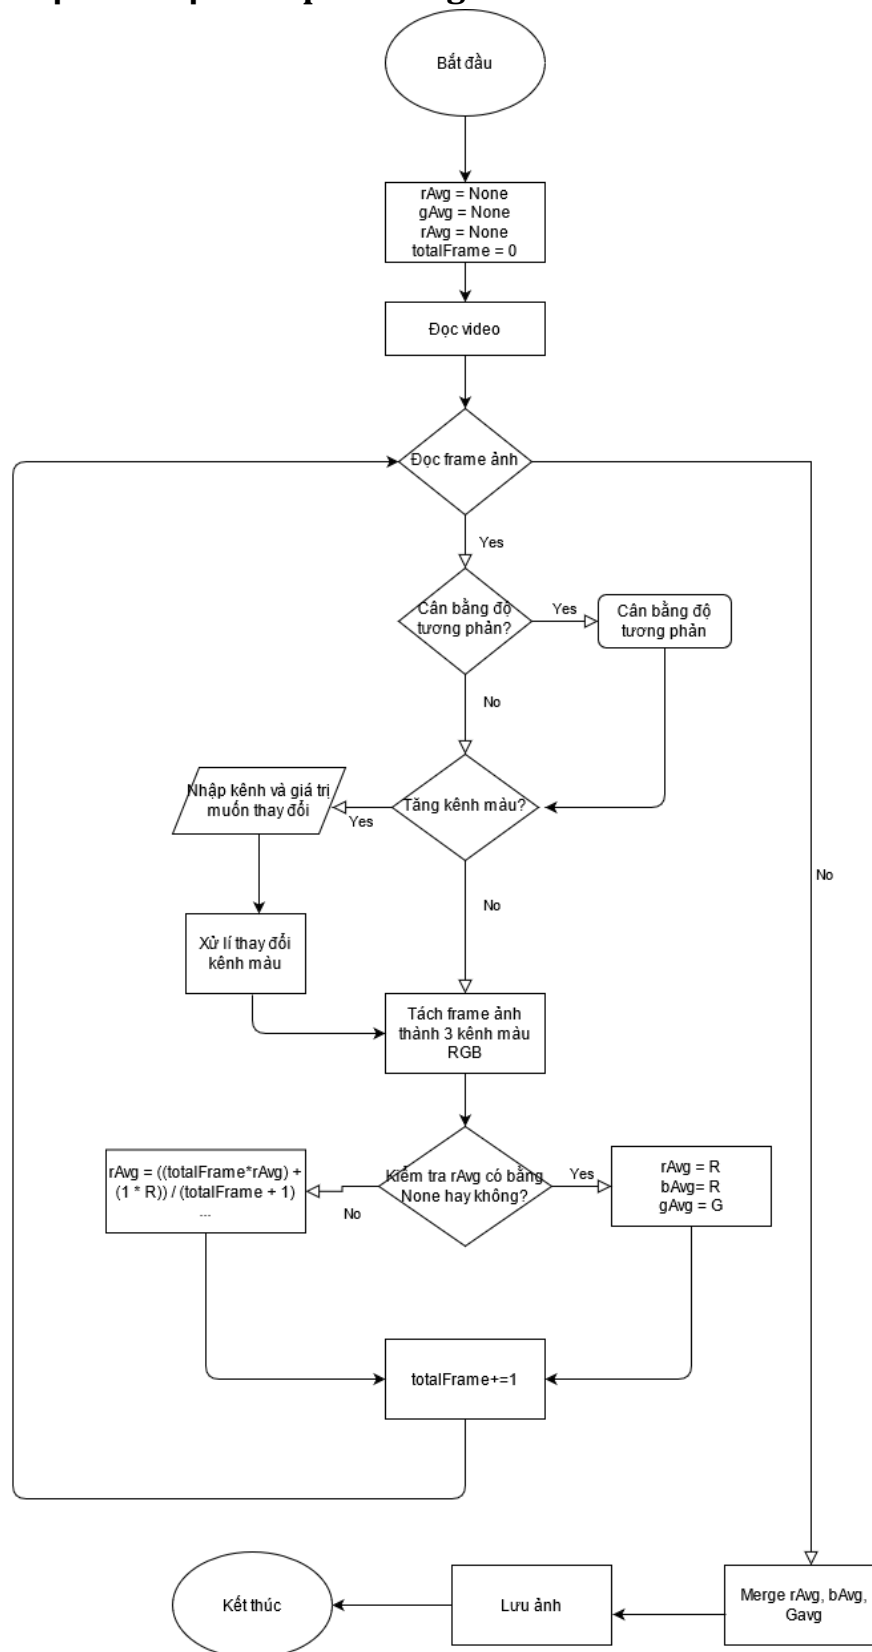 Bắt đầu
rAvg = None
gAvg = None
rAvg = None
totalFrame = 0
Đọc video
Đọc frame ảnh
Yes
Cân bằng độ
tương phản?
Yes
Cân bằng độ
tương phản
No
Nhập kênh và giá trị
muốn thay đổi
Yes
Tăng kênh màu?
No
No
Xử lí thay đổi
kênh màu
Tách frame ảnh
thành 3 kênh màu
RGB
rAvg = ((totalFrame*rAvg) +
(1 * R)) / (totalFrame + 1)
...
No
Kiểm tra rAvg có bằng
None hay không?
Yes
rAvg = R
bAvg= R
gAvg = G
totalFrame+=1
Kết thúc
Lưu ảnh
Merge rAvg, bAvg,
Gavg